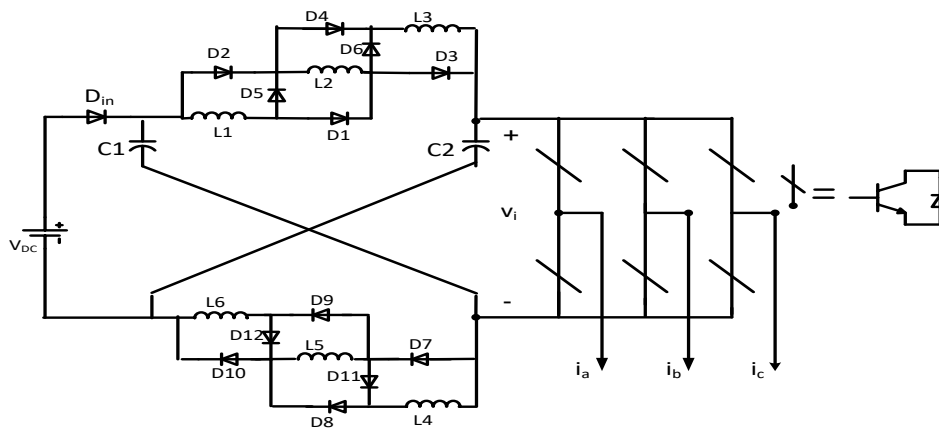 D4
L3
D2
D6
D3
L2
D5
Din
L1
D1
C1
C2
+
vi
=
Z
VDC
+
-
-
L6
D9
D12
L5
D7
D10
D11
D8
L4
ia
ib
ic